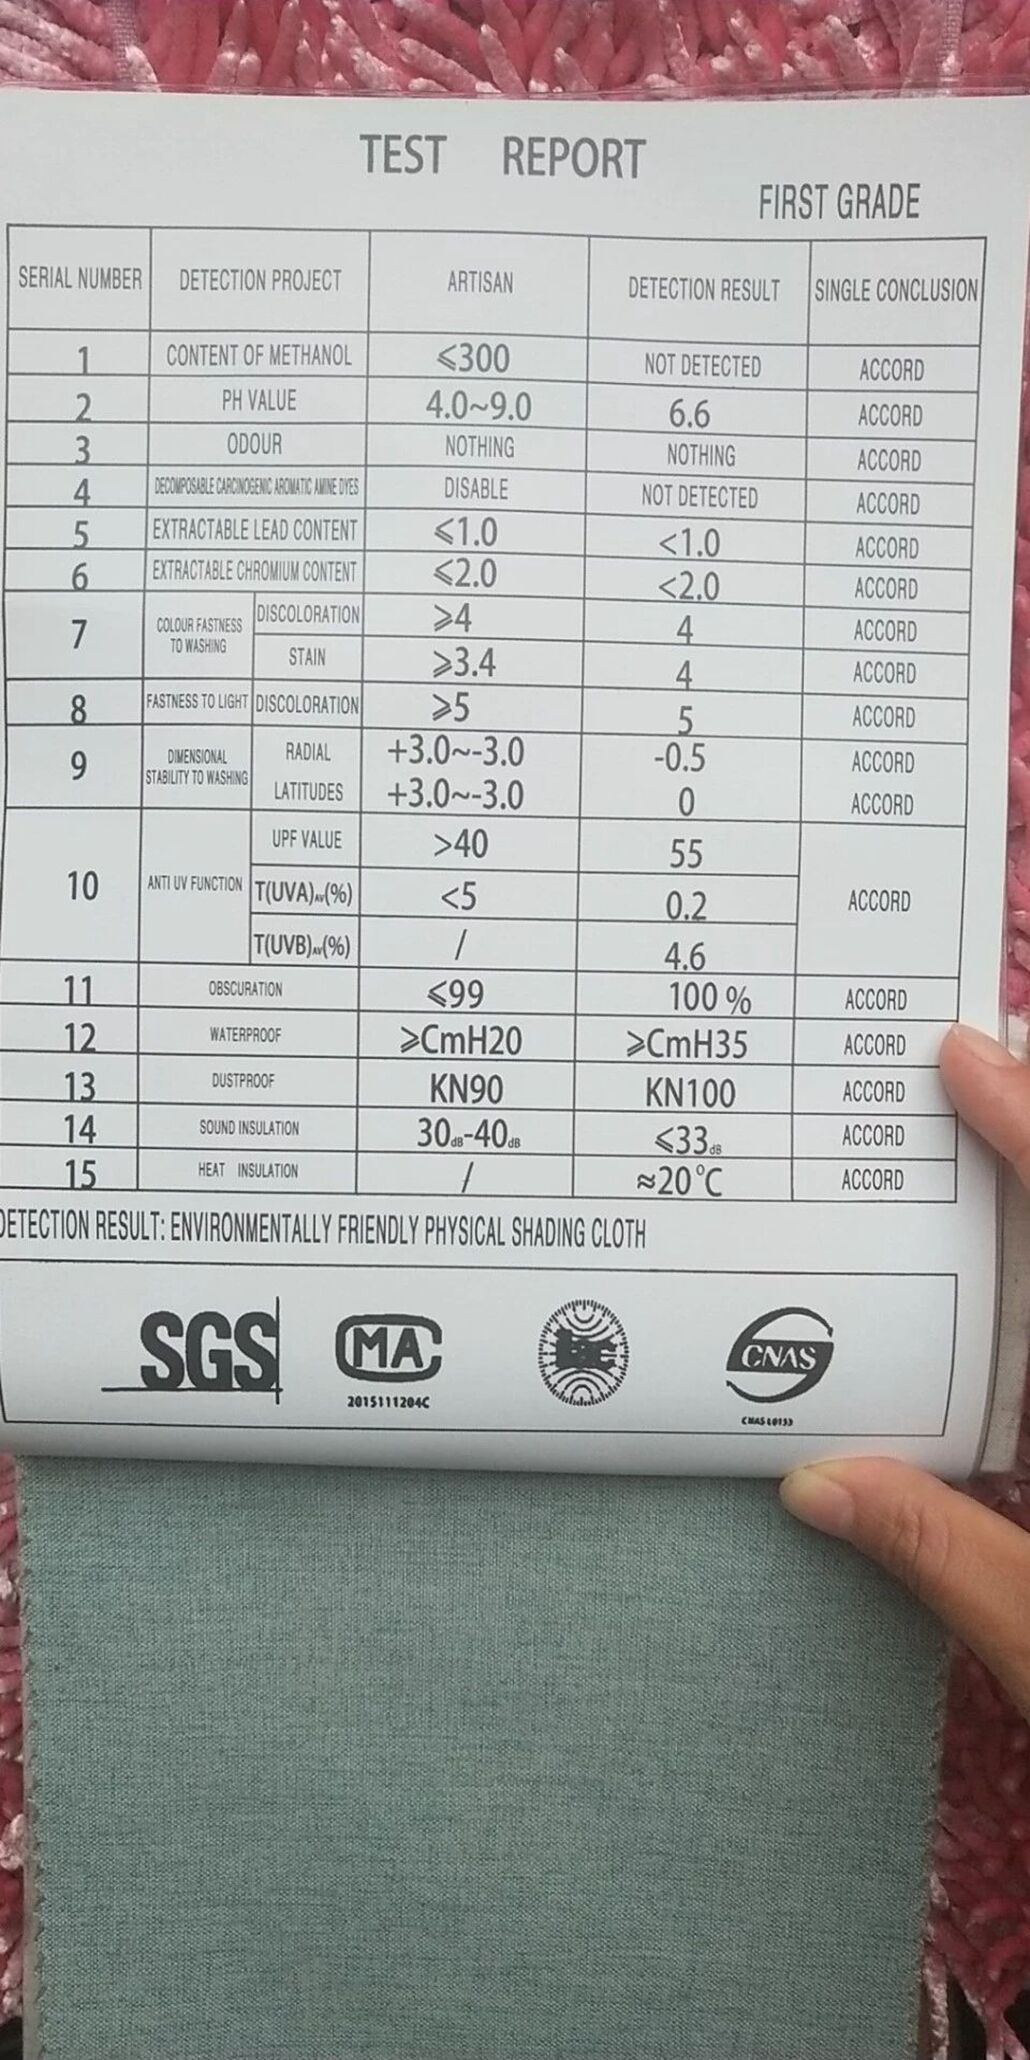 TEST REPORT
FIRST GRADE
SERIAL NUMBER DETECTION PROJECT ARTISAN DETECTION RESULT SINGLE CONCLUSION
1 CONTENT OF METHANOL ⩽300 NOT DETECTED ACCORD
2 PH VALUE 4.0~9.0 6.6 ACCORD
3 ODOUR NOTHING NOTHING ACCORD
4 DECOMPOSABLE CARCINOGENIC AROMATIC AMINE DYES DISABLE NOT DETECTED ACCORD
5 EXTRACTABLE LEAD CONTENT ⩽1.0 <1.0 ACCORD
6 EXTRACTABLE CHROMIUM CONTENT ⩽2.0 <2.0 ACCORD
7 COLOUR FASTNESS TO WASHING DISCOLORATION ⩾4 4 ACCORD
STAIN ⩾3.4 4 ACCORD
8 FASTNESS TO LIGHT DISCOLORATION ⩾5 5 ACCORD
9 DIMENSIONAL STABILITY TO WASHING RADIAL +3.0~-3.0 -0.5 ACCORD
LATITUDES +3.0~-3.0 0 ACCORD
10 ANTI UV FUNCTION UPF VALUE >40 55 ACCORD
T(UVA)AV(%) <5 0.2
T(UVB)AV(%) / 4.6
11 OBSCURATION ⩽99 100 % ACCORD
12 WATERPROOF ⩾CmH20 ⩾CmH35 ACCORD
13 DUSTPROOF KN90 KN100 ACCORD
14 SOUND INSULATION 30dB-40dB ⩽33dB ACCORD
15 HEAT INSULATION / ≈20°C ACCORD
DETECTION RESULT: ENVIRONMENTALLY FRIENDLY PHYSICAL SHADING CLOTH
SGS MA CNAS
2015111204C
CNAS L0153